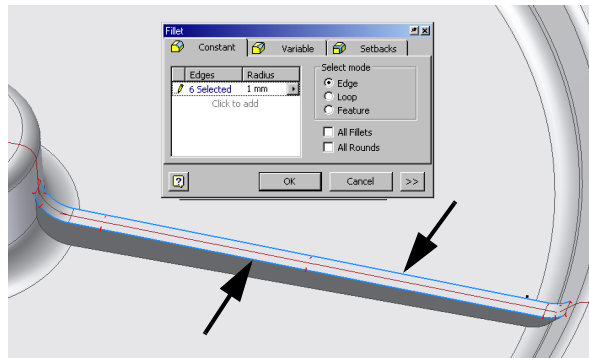 Fillet
Constant Variable Setbacks
Edges Radius
6 Selected 1 mm
Click to add
Select mode
Edge
Loop
Feature
All Fillets
All Rounds
? OK Cancel >>